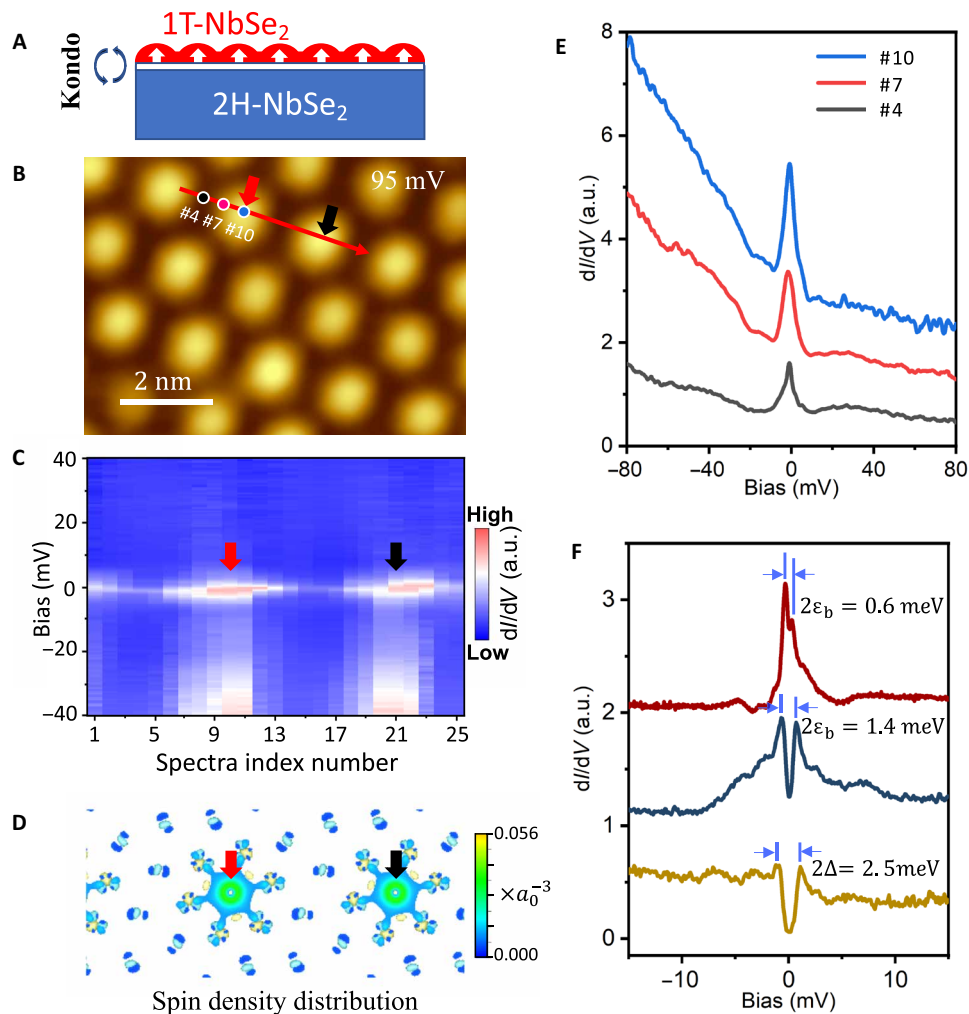 A
1T-NbSe₂
Kondo
2H-NbSe₂
B
95 mV
#4 #7 #10
2 nm
C
40
20
0
−20
−40
Bias (mV)
1 5 9 13 17 21 25
Spectra index number
High
Low
dI/dV (a.u.)
D
0.056
×a₀⁻³
0.000
Spin density distribution
E
#10
#7
#4
8
6
4
2
0
dI/dV (a.u.)
−80 −40 0 40 80
Bias (mV)
F
2εb = 0.6 meV
2εb = 1.4 meV
2Δ= 2.5meV
3
2
1
0
dI/dV (a.u.)
−10 0 10
Bias (mV)